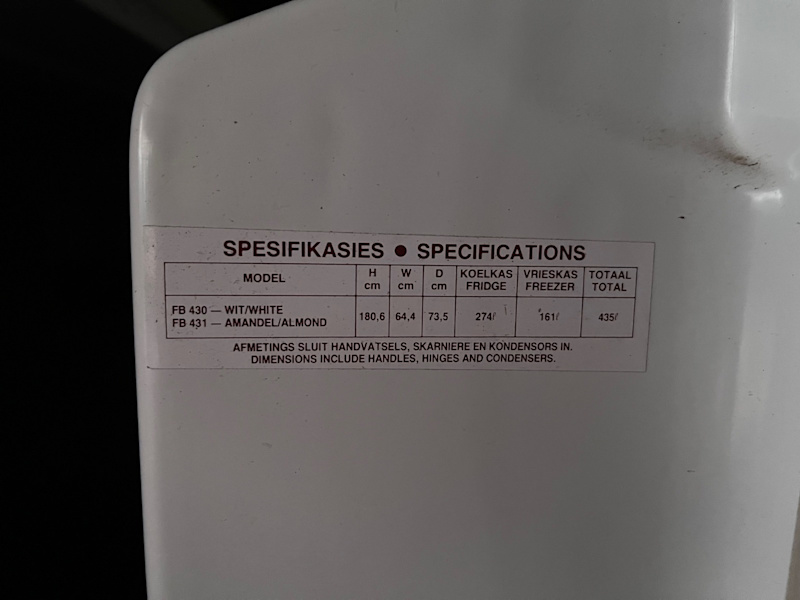 SPESIFIKASIES ● SPECIFICATIONS
MODEL H cm W cm D cm KOELKAS FRIDGE VRIESKAS FREEZER TOTAAL TOTAL
FB 430 — WIT/WHITE
FB 431 — AMANDEL/ALMOND
180,6 64,4 73,5 274ℓ 161ℓ 435ℓ
AFMETINGS SLUIT HANDVATSELS, SKARNIERE EN KONDENSORS IN.
DIMENSIONS INCLUDE HANDLES, HINGES AND CONDENSERS.